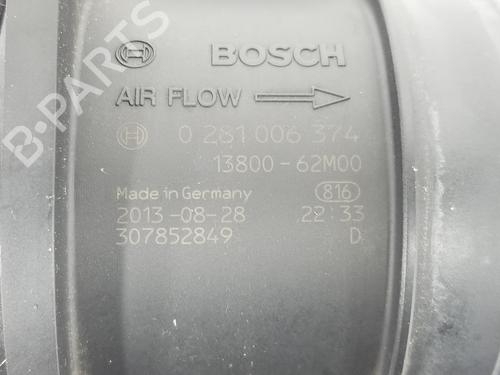 BOSCH
AIR FLOW
0 281 006 374
13800-62M00
Made in Germany 816
2013-08-28 22:33
307852849 D
B-PARTS